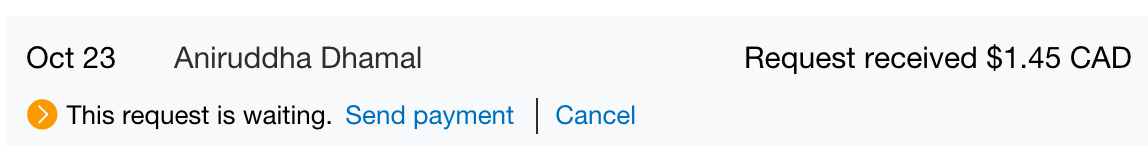 Oct 23 Aniruddha Dhamal Request received $1.45 CAD
This request is waiting. Send payment | Cancel